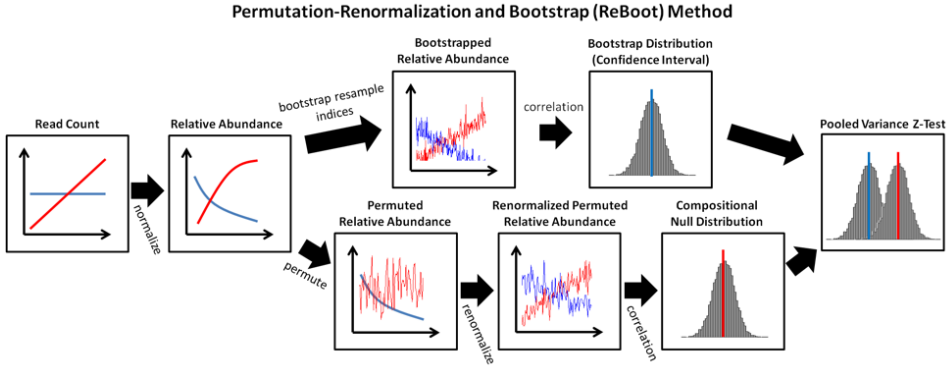 Permutation-Renormalization and Bootstrap (ReBoot) Method
Read Count
normalize
Relative Abundance
bootstrap resample
indices
Bootstrapped
Relative Abundance
correlation
Bootstrap Distribution
(Confidence Interval)
permute
Permuted
Relative Abundance
renormalize
Renormalized Permuted
Relative Abundance
correlation
Compositional
Null Distribution
Pooled Variance Z-Test